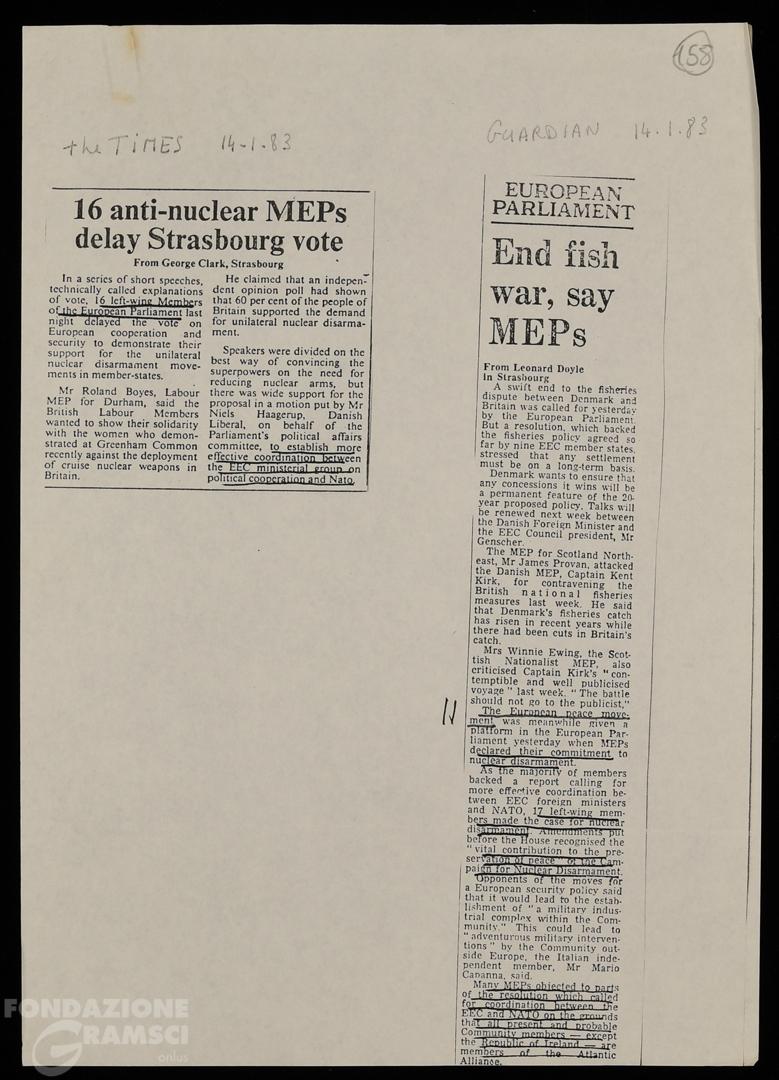 158
the TIMES 14-1-83
16 anti-nuclear MEPs
delay Strasbourg vote
From George Clark, Strasbourg
In a series of short speeches,
technically called explanations
of vote, 16 left-wing Members
of the European Parliament last
night delayed the vote on
European cooperation and
security to demonstrate their
support for the unilateral
nuclear disarmament move-
ments in member-states.
Mr Roland Boyes, Labour
MEP for Durham, said the
British Labour Members
wanted to show their solidarity
with the women who demon-
strated at Greenham Common
recently against the deployment
of cruise nuclear weapons in
Britain.
He claimed that an indepen-
dent opinion poll had shown
that 60 per cent of the people of
Britain supported the demand
for unilateral nuclear disarma-
ment.
Speakers were divided on the
best way of convincing the
superpowers on the need for
reducing nuclear arms, but
there was wide support for the
proposal in a motion put by Mr
Niels Haagerup, Danish
Liberal, on behalf of the
Parliament's political affairs
committee, to establish more
effective coordination between
the EEC ministerial group on
political cooperation and Nato.
GUARDIAN 14.1.83
EUROPEAN
PARLIAMENT
End fish
war, say
MEPs
From Leonard Doyle
in Strasbourg
A swift end to the fisheries
dispute between Denmark and
Britain was called for yesterday
by the European Parliament.
But a resolution, which backed
the fisheries policy agreed so
far by nine EEC member states,
stressed that any settlement
must be on a long-term basis.
Denmark wants to ensure that
any concessions it wins will be
a permanent feature of the 20-
year proposed policy. Talks will
be renewed next week between
the Danish Foreign Minister and
the EEC Council president, Mr
Genscher.
The MEP for Scotland North-
east, Mr James Provan, attacked
the Danish MEP, Captain Kent
Kirk, for contravening the
British national fisheries
measures last week. He said
that Denmark's fisheries catch
has risen in recent years while
there had been cuts in Britain's
catch.
Mrs Winnie Ewing, the Scot-
tish Nationalist MEP, also
criticised Captain Kirk's "con-
temptible and well publicised
voyage" last week. "The battle
should not go to the publicist,"
The European peace move-
ment was meanwhile given a
platform in the European Par-
liament yesterday when MEPs
declared their commitment to
nuclear disarmament.
As the majority of members
backed a report calling for
more effective coordination be-
tween EEC foreign ministers
and NATO, 17 left-wing mem-
bers made the case for nuclear
disarmament. Amendments put
before the House recognised the
"vital contribution to the pre-
servation of peace" of the Cam-
paign for Nuclear Disarmament.
Opponents of the moves for
a European security policy said
that it would lead to the estab-
lishment of "a military indus-
trial complex within the Com-
munity." This could lead to
"adventurous military interven-
tions" by the Community out-
side Europe, the Italian inde-
pendent member, Mr Mario
Capanna, said.
Many MEPs objected to parts
of the resolution which called
for coordination between the
EEC and NATO on the grounds
that all present and probable
Community members — except
the Republic of Ireland — are
members of the Atlantic
Alliance.
FONDAZIONE
GRAMSCI
onlus